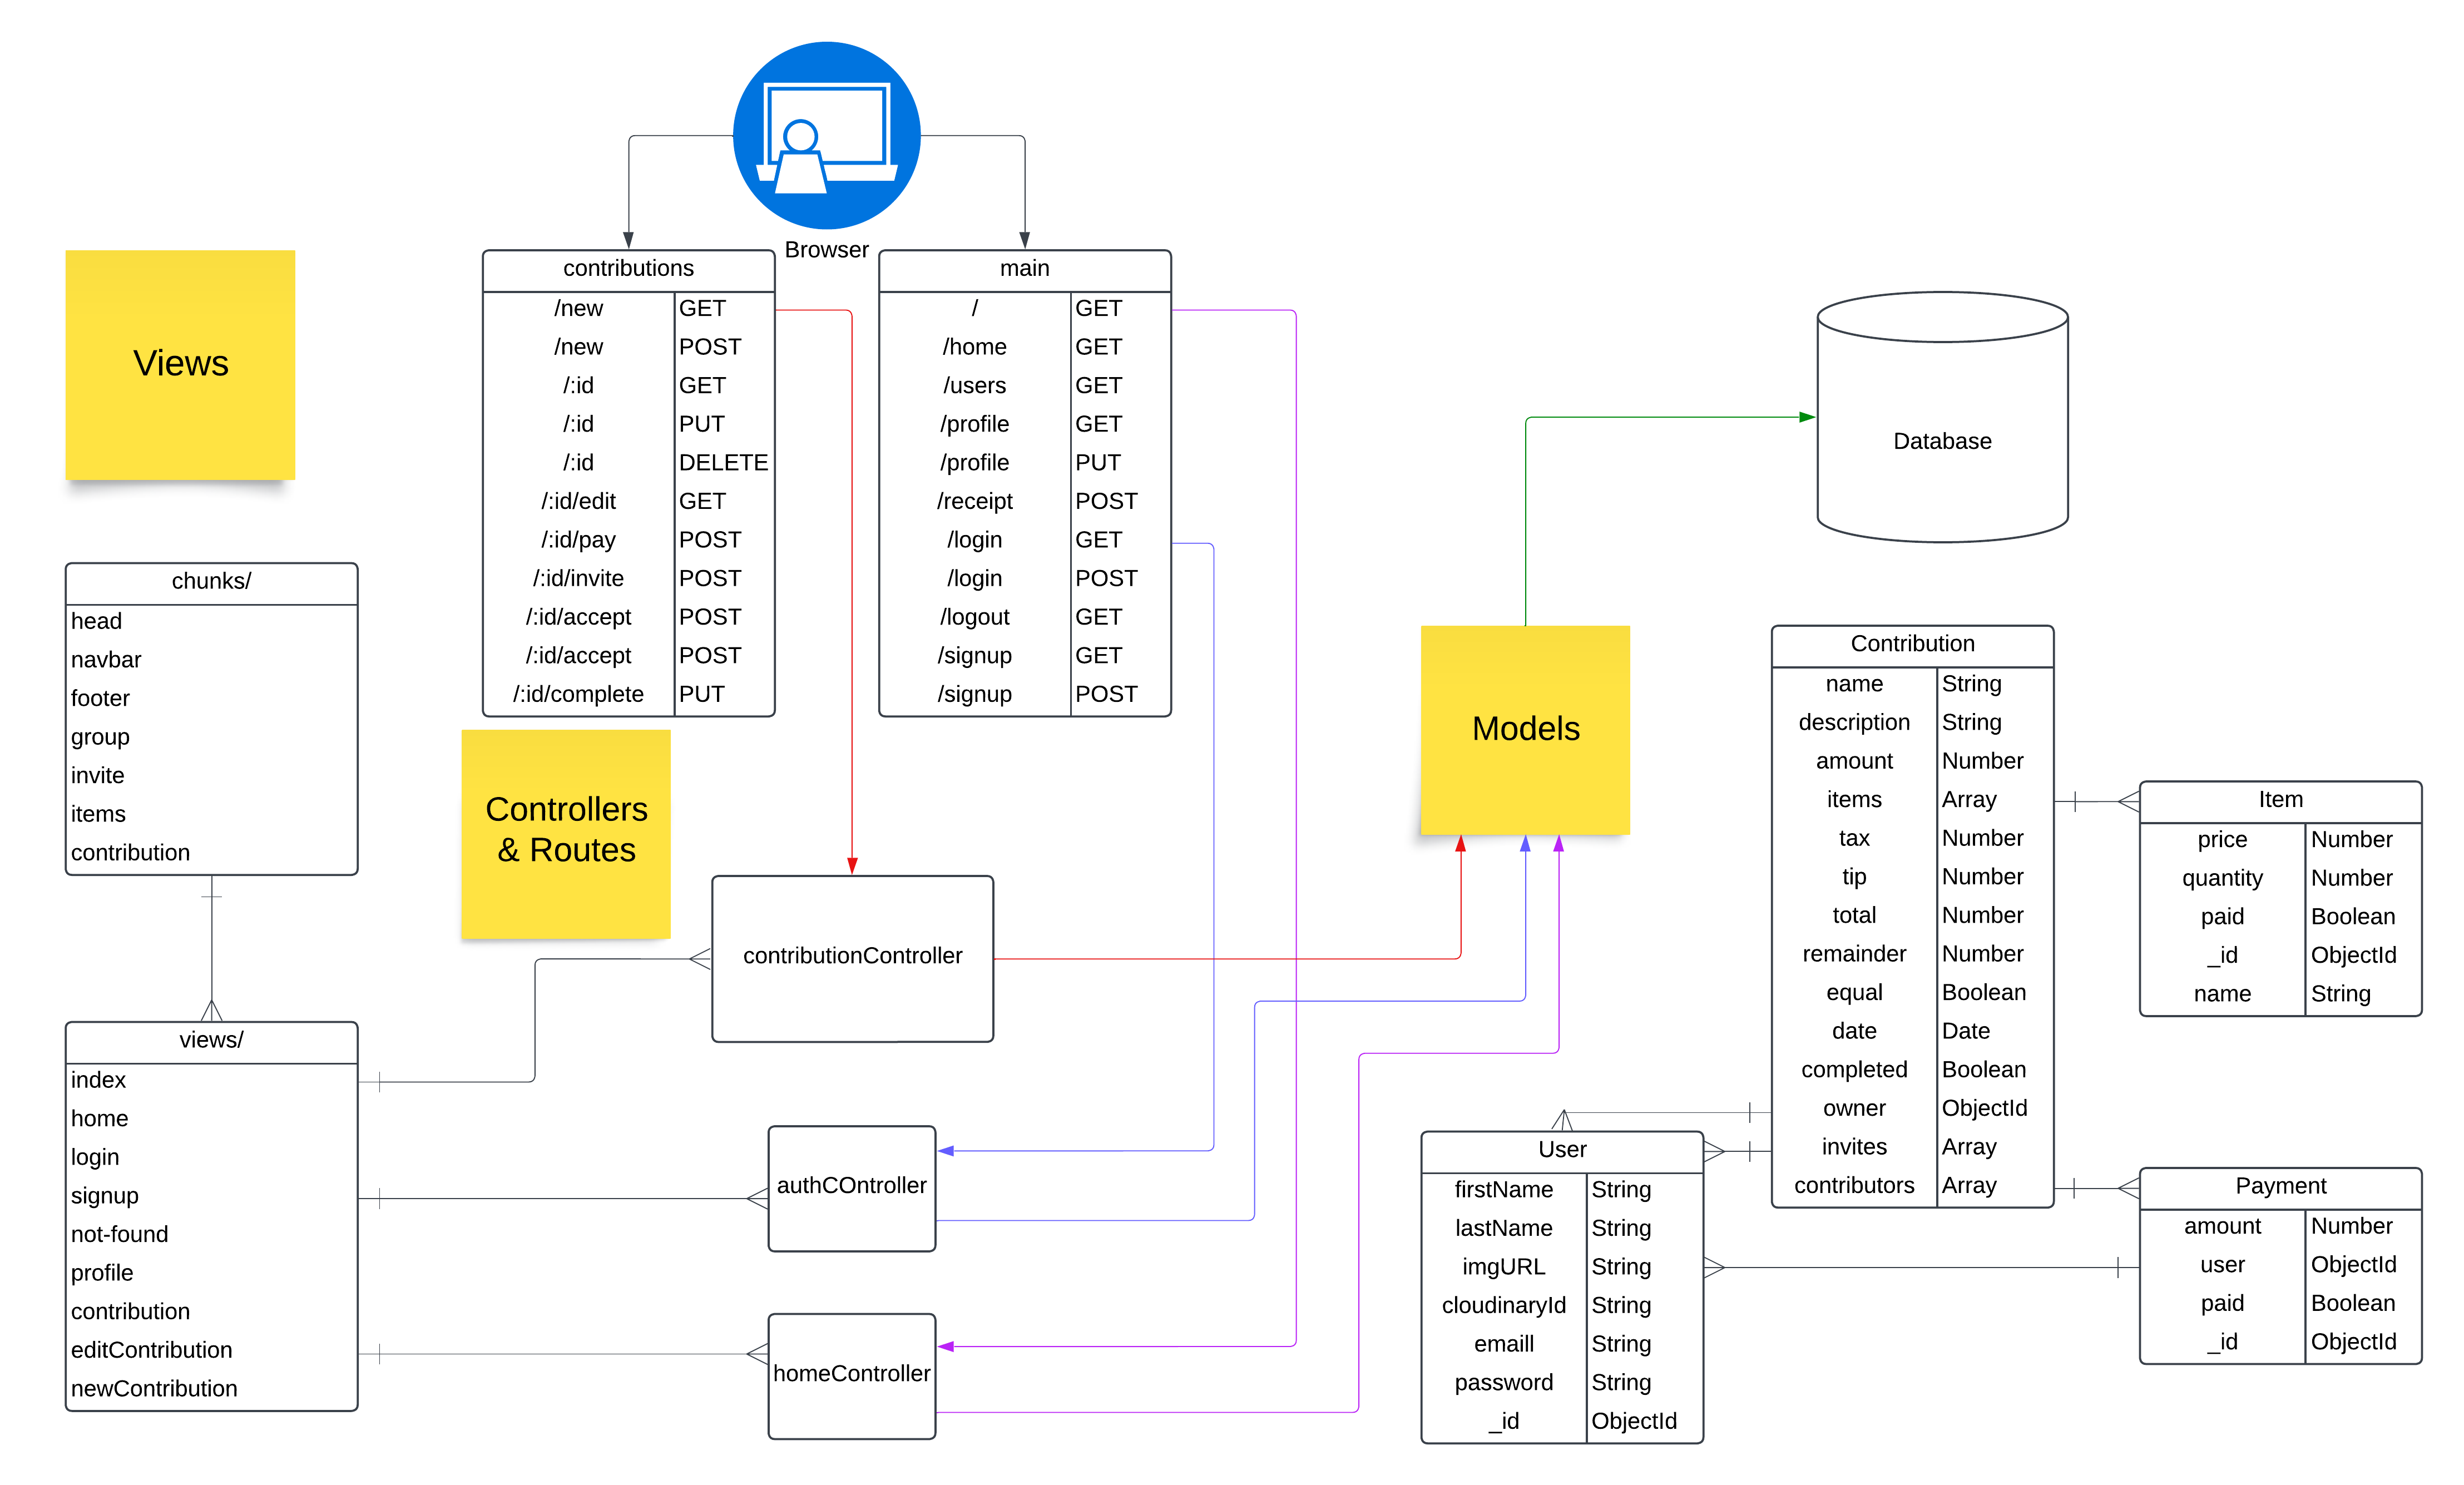 Browser
Views
contributions
/new GET
/new POST
/:id GET
/:id PUT
/:id DELETE
/:id/edit GET
/:id/pay POST
/:id/invite POST
/:id/accept POST
/:id/accept POST
/:id/complete PUT
main
/ GET
/home GET
/users GET
/profile GET
/profile PUT
/receipt POST
/login GET
/login POST
/logout GET
/signup GET
/signup POST
Database
chunks/
head
navbar
footer
group
invite
items
contribution
Controllers
& Routes
Models
Contribution
name String
description String
amount Number
items Array
tax Number
tip Number
total Number
remainder Number
equal Boolean
date Date
completed Boolean
owner ObjectId
invites Array
contributors Array
Item
price Number
quantity Number
paid Boolean
_id ObjectId
name String
contributionController
views/
index
home
login
signup
not-found
profile
contribution
editContribution
newContribution
authCOntroller
homeController
User
firstName String
lastName String
imgURL String
cloudinaryId String
emaill String
password String
_id ObjectId
Payment
amount Number
user ObjectId
paid Boolean
_id ObjectId